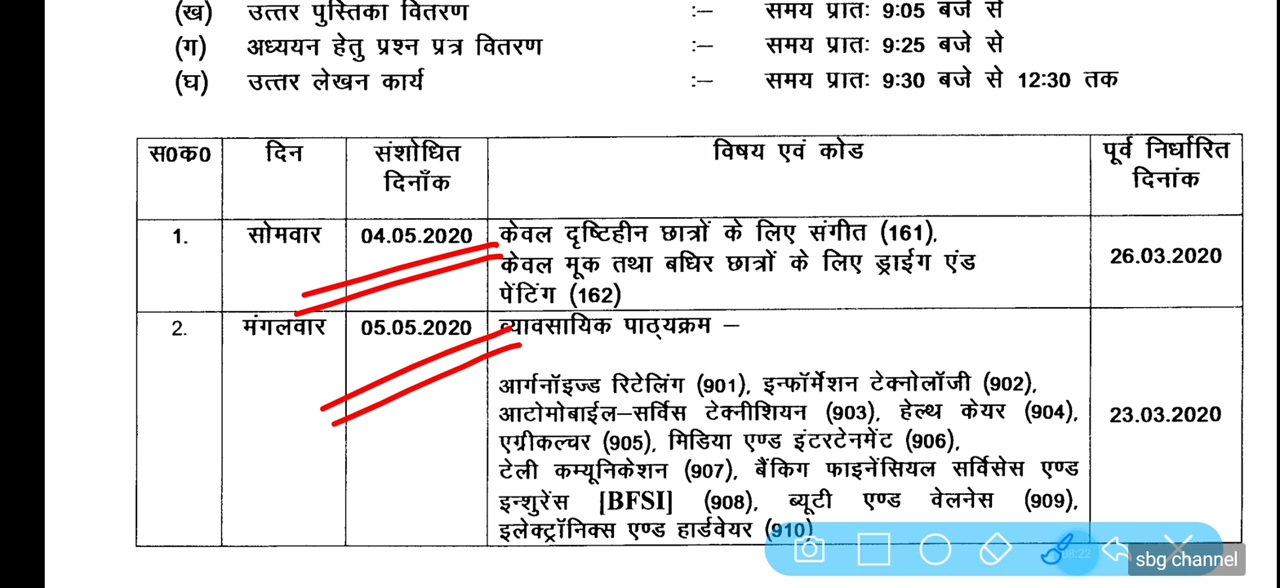 (ख) उत्तर पुस्तिका वितरण :— समय प्रातः 9:05 बजे से
(ग) अध्ययन हेतु प्रश्न प्रत्र वितरण :— समय प्रातः 9:25 बजे से
(घ) उत्तर लेखन कार्य :— समय प्रातः 9:30 बजे से 12:30 तक
स0क0 दिन संशोधित दिनाँक विषय एवं कोड पूर्व निर्धारित दिनांक
1. सोमवार 04.05.2020 केवल दृष्टिहीन छात्रों के लिए संगीत (161),
केवल मूक तथा बधिर छात्रों के लिए ड्राईग एंड
पेंटिंग (162)
26.03.2020
2. मंगलवार 05.05.2020 व्यावसायिक पाठ्यक्रम –
आर्गनॉइज्ड रिटेलिंग (901), इन्फॉर्मेशन टेक्नोलॉजी (902),
आटोमोबाईल–सर्विस टेक्नीशियन (903), हेल्थ केयर (904),
एग्रीकल्चर (905), मिडिया एण्ड इंटरटेनमेंट (906),
टेली कम्यूनिकेशन (907), बैंकिग फाइनेंसियल सर्विसेस एण्ड
इन्शुरेंस [BFSI] (908), ब्यूटी एण्ड वेलनेस (909),
इलेक्ट्रॉनिक्स एण्ड हार्डवेयर (910)
23.03.2020
08:22
sbg channel